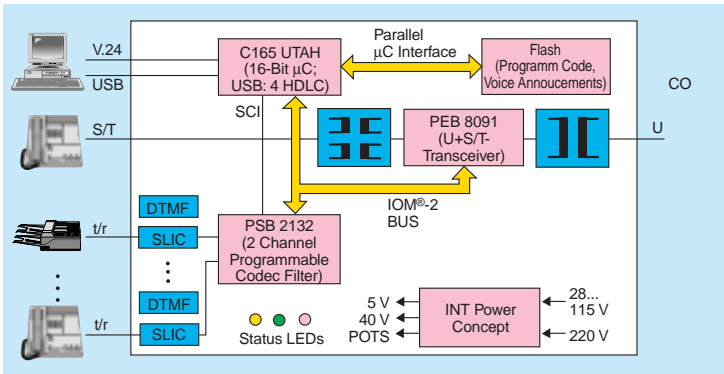 V.24
USB
C165 UTAH
(16-Bit µC;
USB: 4 HDLC)
Parallel
µC Interface
Flash
(Programm Code,
Voice Annoucements)
CO
SCI
S/T
PEB 8091
(U+S/T-
Transceiver)
U
IOM®-2
BUS
t/r
DTMF
SLIC
PSB 2132
(2 Channel
Programmable
Codec Filter)
DTMF
t/r
SLIC
Status LEDs
5 V
40 V
POTS
INT Power
Concept
28...
115 V
220 V